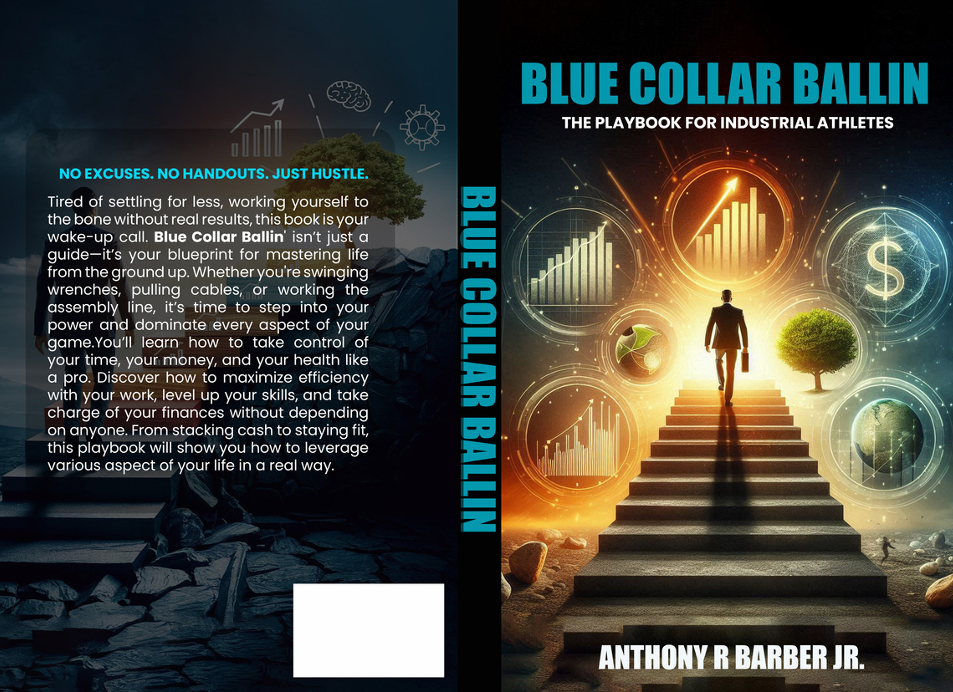 NO EXCUSES. NO HANDOUTS. JUST HUSTLE.
Tired of settling for less, working yourself to
the bone without real results, this book is your
wake-up call. Blue Collar Ballin' isn't just a
guide—it's your blueprint for mastering life
from the ground up. Whether you're swinging
wrenches, pulling cables, or working the
assembly line, it's time to step into your
power and dominate every aspect of your
game.You'll learn how to take control of
your time, your money, and your health like
a pro. Discover how to maximize efficiency
with your work, level up your skills, and take
charge of your finances without depending
on anyone. From stacking cash to staying fit,
this playbook will show you how to leverage
various aspect of your life in a real way.
BLUE COLLAR BALLIN
BLUE COLLAR BALLIN
THE PLAYBOOK FOR INDUSTRIAL ATHLETES
$
ANTHONY R BARBER JR.